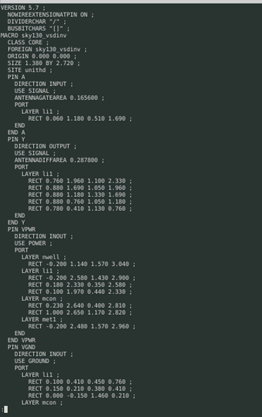 VERSION 5.7 ;
NOWIREEXTENSIONATPIN ON ;
DIVIDERCHAR "/" ;
BUSBITCHARS "[]" ;
MACRO sky130_vsdinv
CLASS CORE ;
FOREIGN sky130_vsdinv ;
ORIGIN 0.000 0.000 ;
SIZE 1.380 BY 2.720 ;
SITE unithd ;
PIN A
DIRECTION INPUT ;
USE SIGNAL ;
ANTENNAGATEAREA 0.165600 ;
PORT
LAYER li1 ;
RECT 0.060 1.180 0.510 1.690 ;
END
END A
PIN Y
DIRECTION OUTPUT ;
USE SIGNAL ;
ANTENNADIFFAREA 0.287800 ;
PORT
LAYER li1 ;
RECT 0.760 1.960 1.100 2.330 ;
RECT 0.880 1.690 1.050 1.960 ;
RECT 0.880 1.180 1.330 1.690 ;
RECT 0.880 0.760 1.050 1.180 ;
RECT 0.780 0.410 1.130 0.760 ;
END
END Y
PIN VPWR
DIRECTION INOUT ;
USE POWER ;
PORT
LAYER nwell ;
RECT -0.200 1.140 1.570 3.040 ;
LAYER li1 ;
RECT -0.200 2.580 1.430 2.900 ;
RECT 0.180 2.330 0.350 2.580 ;
RECT 0.100 1.970 0.440 2.330 ;
LAYER mcon ;
RECT 0.230 2.640 0.400 2.810 ;
RECT 1.000 2.650 1.170 2.820 ;
LAYER met1 ;
RECT -0.200 2.480 1.570 2.960 ;
END
END VPWR
PIN VGND
DIRECTION INOUT ;
USE GROUND ;
PORT
LAYER li1 ;
RECT 0.100 0.410 0.450 0.760 ;
RECT 0.150 0.210 0.380 0.410 ;
RECT 0.000 -0.150 1.460 0.210 ;
LAYER mcon ;
: